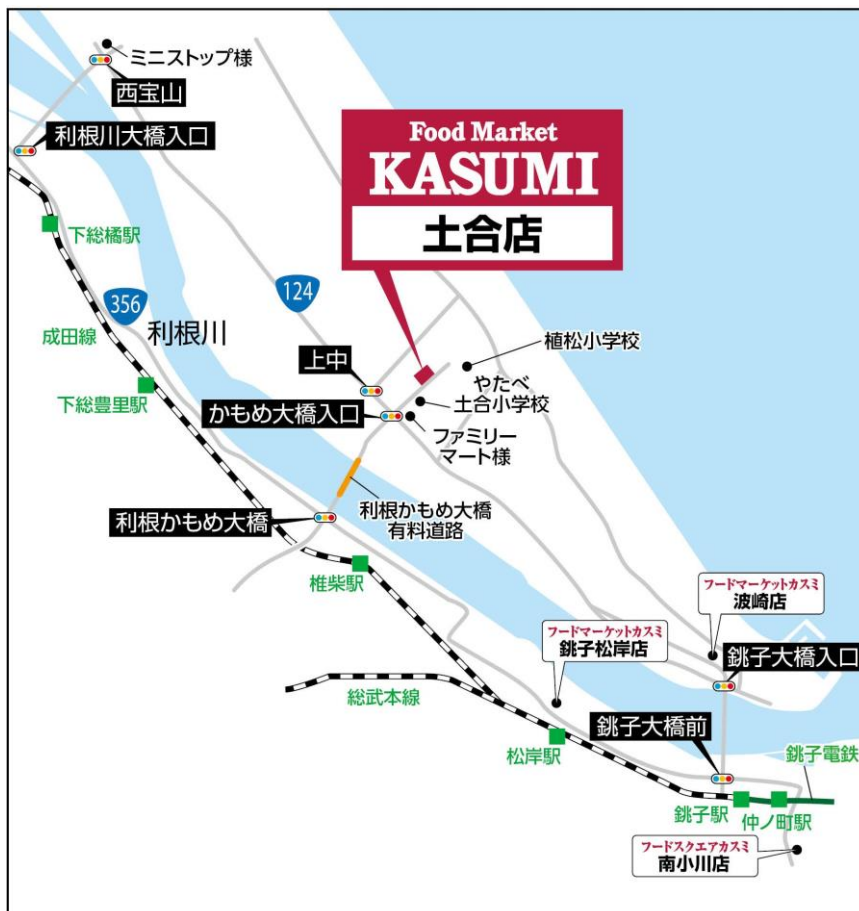 ミニストップ様
西宝山
利根川大橋入口
Food Market
KASUMI
土合店
下総橘駅
356
124
利根川
成田線
上中
植松小学校
やたべ
土合小学校
下総豊里駅
かもめ大橋入口
ファミリー
マート様
利根かもめ大橋
有料道路
利根かもめ大橋
椎柴駅
フードマーケットカスミ
波崎店
フードマーケットカスミ
銚子松岸店
銚子大橋入口
総武本線
銚子大橋前
松岸駅
銚子電鉄
銚子駅
仲ノ町駅
フードスクエアカスミ
南小川店